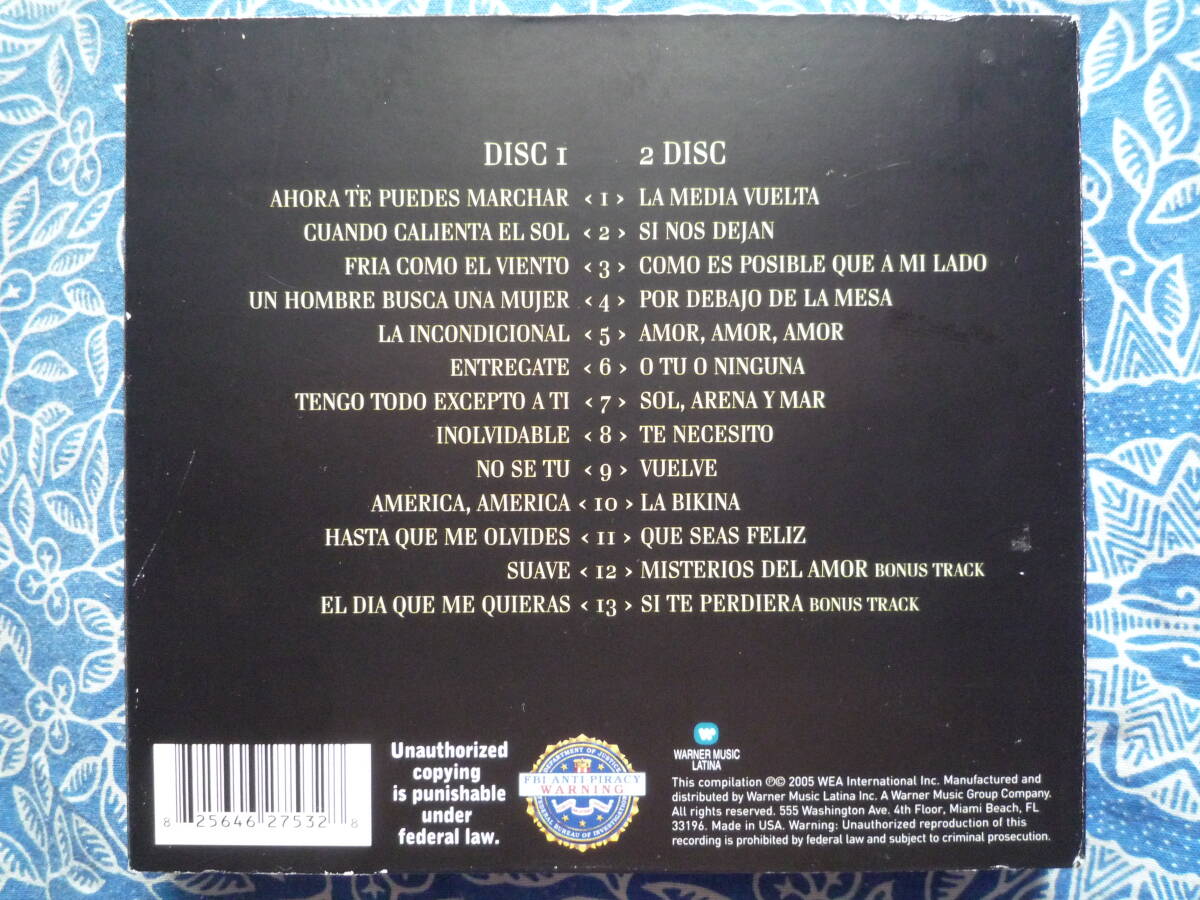 DISC 1 2 DISC
AHORA TE PUEDES MARCHAR < 1 > LA MEDIA VUELTA
CUANDO CALIENTA EL SOL < 2 > SI NOS DEJAN
FRIA COMO EL VIENTO < 3 > COMO ES POSIBLE QUE A MI LADO
UN HOMBRE BUSCA UNA MUJER < 4 > POR DEBAJO DE LA MESA
LA INCONDICIONAL < 5 > AMOR, AMOR, AMOR
ENTREGATE < 6 > O TU O NINGUNA
TENGO TODO EXCEPTO A TI < 7 > SOL, ARENA Y MAR
INOLVIDABLE < 8 > TE NECESITO
NO SE TU < 9 > VUELVE
AMERICA, AMERICA < 10 > LA BIKINA
HASTA QUE ME OLVIDES < 11 > QUE SEAS FELIZ
SUAVE < 12 > MISTERIOS DEL AMOR BONUS TRACK
EL DIA QUE ME QUIERAS < 13 > SI TE PERDIERA BONUS TRACK
8 25646 27532 8
Unauthorized
copying
is punishable
under
federal law.
DEPARTMENT OF JUSTICE
FBI ANTI PIRACY
WARNING
FEDERAL BUREAU OF INVESTIGATION
WARNER MUSIC
LATINA
This compilation ℗© 2005 WEA International Inc. Manufactured and
distributed by Warner Music Latina Inc. A Warner Music Group Company.
All rights reserved. 555 Washington Ave. 4th Floor, Miami Beach, FL
33196. Made in USA. Warning: Unauthorized reproduction of this
recording is prohibited by federal law and subject to criminal prosecution.